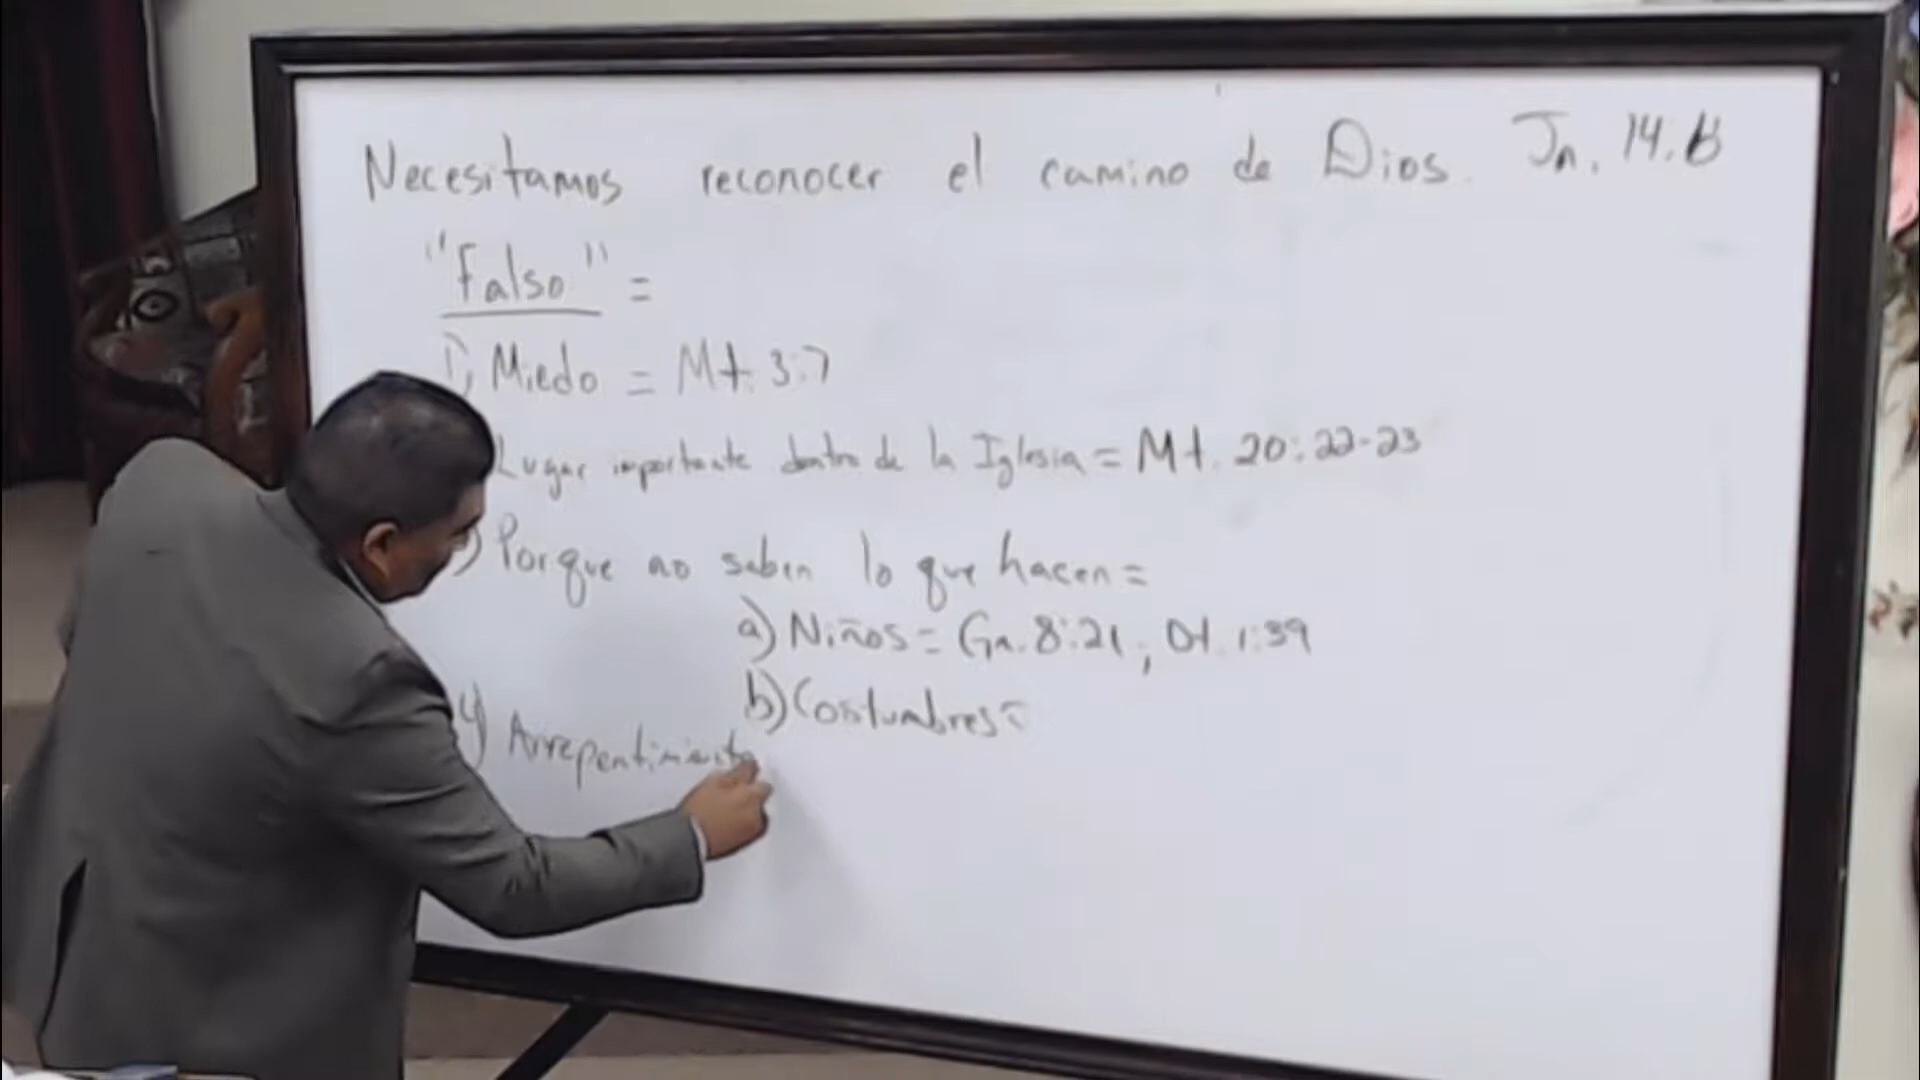 Necesitamos reconocer el camino de Dios. Jn. 14:6
"Falso" =
1) Miedo = Mt. 3:7
Lugar importante dentro de la Iglesia = Mt. 20:22-23
) Porque no saben lo que hacen =
a) Niños = Gn. 8:21; Dt. 1:39
b) Costumbres =
4) Arrepentimiento